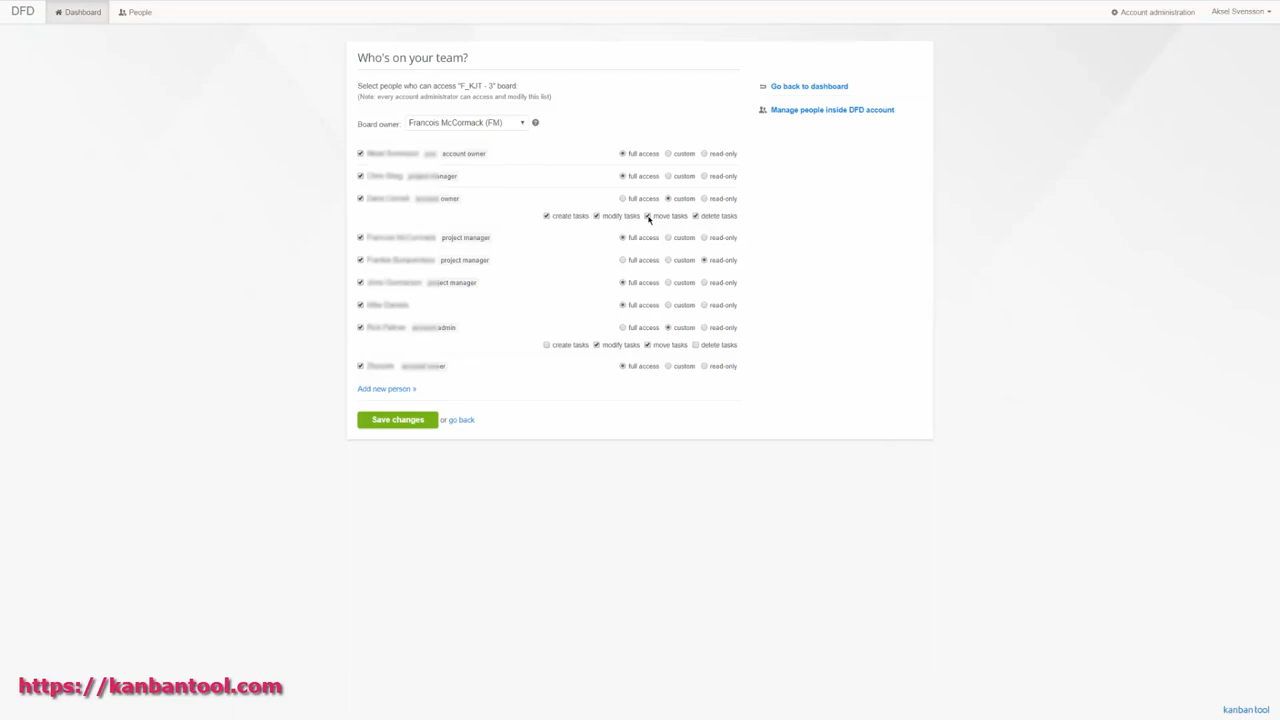 DFD
Dashboard
People
Account administration
Aksel Svensson
Who's on your team?
Select people who can access "F_KJT - 3" board.
(Note: every account administrator can access and modify this list)
Go back to dashboard
Manage people inside DFD account
Board owner: Francois McCormack (FM)
account owner full access custom read-only
manager full access custom read-only
owner full access custom read-only
create tasks modify tasks move tasks delete tasks
project manager full access custom read-only
project manager full access custom read-only
project manager full access custom read-only
full access custom read-only
admin full access custom read-only
create tasks modify tasks move tasks delete tasks
full access custom read-only
Add new person »
Save changes or go back
https://kanbantool.com
kanban tool